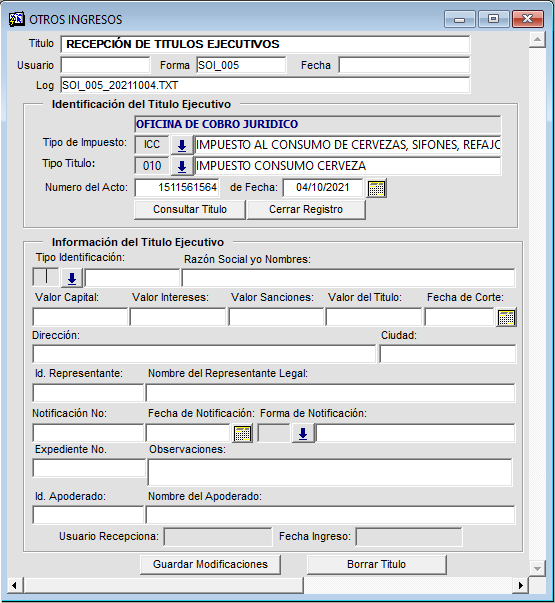 OTROS INGRESOS
Titulo RECEPCIÓN DE TITULOS EJECUTIVOS
Usuario Forma SOI_005 Fecha
Log SOI_005_20211004.TXT
Identificación del Titulo Ejecutivo
OFICINA DE COBRO JURIDICO
Tipo de Impuesto: ICC IMPUESTO AL CONSUMO DE CERVEZAS, SIFONES, REFAJC
Tipo Titulo: 010 IMPUESTO CONSUMO CERVEZA
Numero del Acto: 1511561564 de Fecha: 04/10/2021
Consultar Titulo Cerrar Registro
Información del Titulo Ejecutivo
Tipo Identificación: Razón Social yo Nombres:
Valor Capital: Valor Intereses: Valor Sanciones: Valor del Titulo: Fecha de Corte:
Dirección: Ciudad:
Id. Representante: Nombre del Representante Legal:
Notificación No: Fecha de Notificación: Forma de Notificación:
Expediente No. Observaciones:
Id. Apoderado: Nombre del Apoderado:
Usuario Recepciona: Fecha Ingreso:
Guardar Modificaciones Borrar Titulo